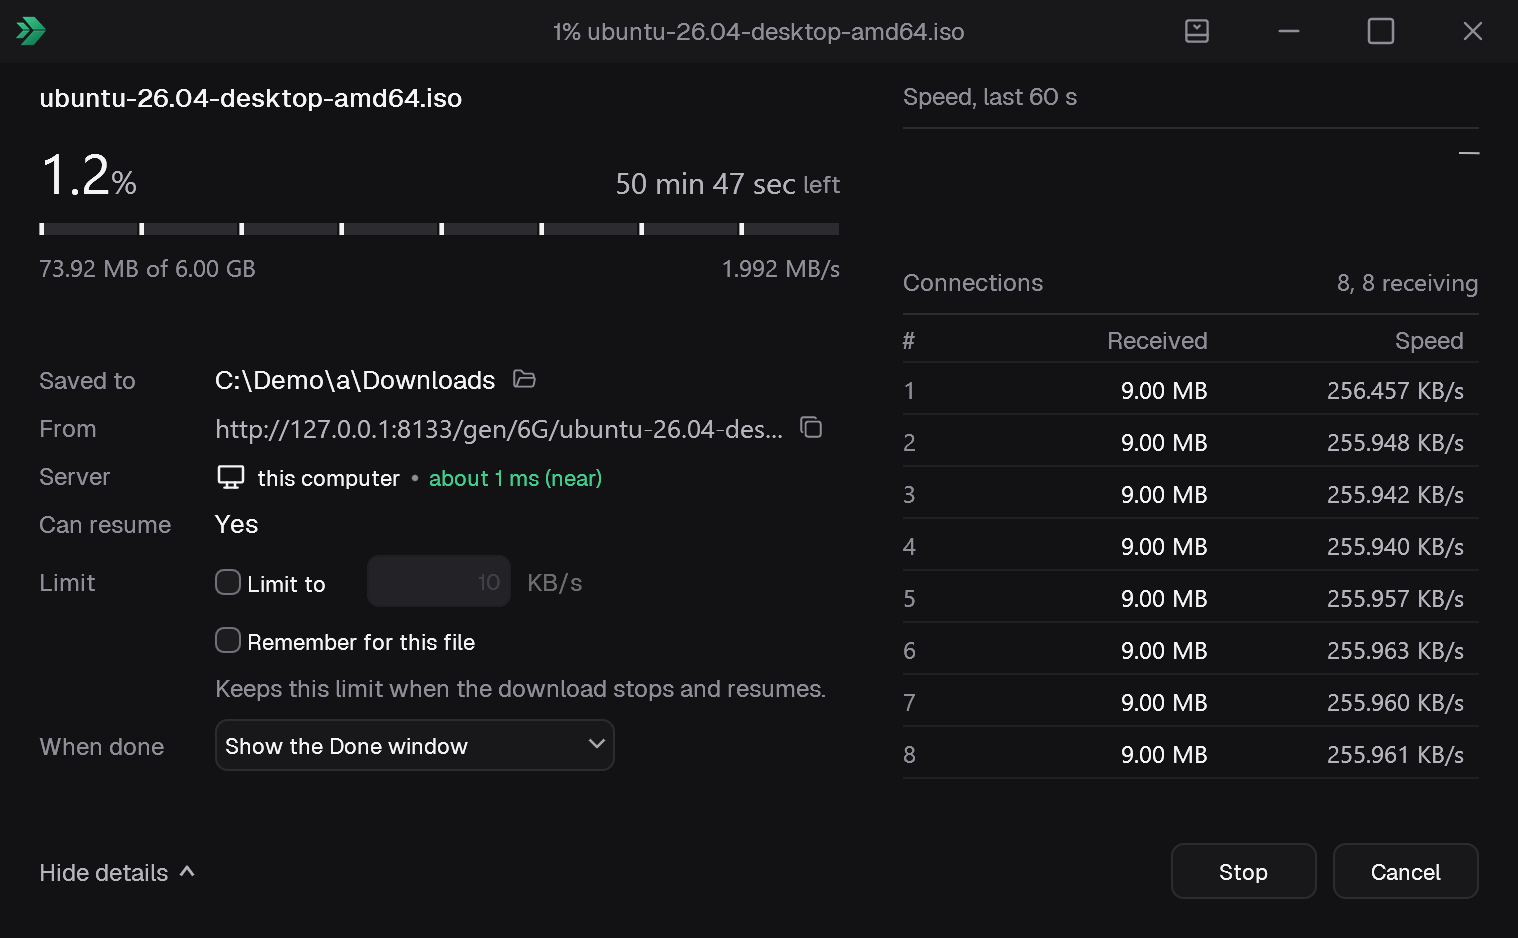 1% ubuntu-26.04-desktop-amd64.iso
ubuntu-26.04-desktop-amd64.iso
1.2%
50 min 47 sec left
73.92 MB of 6.00 GB
1.992 MB/s
Saved to
C:\Demo\a\Downloads
From
http://127.0.0.1:8133/gen/6G/ubuntu-26.04-des...
Server
this computer • about 1 ms (near)
Can resume
Yes
Limit
Limit to
10
KB/s
Remember for this file
Keeps this limit when the download stops and resumes.
When done
Show the Done window
Hide details
Speed, last 60 s
—
Connections
8, 8 receiving
# Received Speed
1 9.00 MB 256.457 KB/s
2 9.00 MB 255.948 KB/s
3 9.00 MB 255.942 KB/s
4 9.00 MB 255.940 KB/s
5 9.00 MB 255.957 KB/s
6 9.00 MB 255.963 KB/s
7 9.00 MB 255.960 KB/s
8 9.00 MB 255.961 KB/s
Stop
Cancel